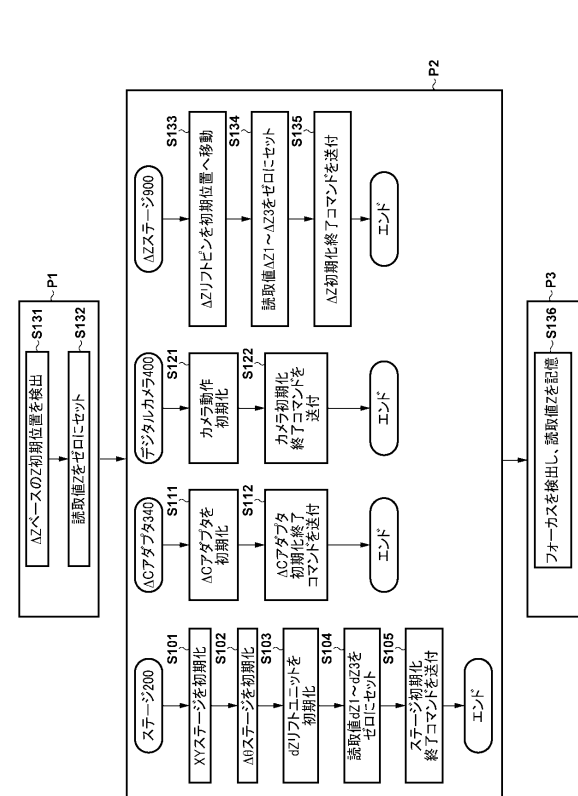 P1
S131
ΔZベースのZ初期位置を検出
S132
読取値Zをゼロにセット
P2
ステージ200
S101
XYステージを初期化
S102
Δθステージを初期化
S103
dZリフトユニットを
初期化
S104
読取値dZ1~dZ3を
ゼロにセット
S105
ステージ初期化
終了コマンドを送付
エンド
ΔCアダプタ340
S111
ΔCアダプタを
初期化
S112
ΔCアダプタ
初期化終了
コマンドを送付
エンド
デジタルカメラ400
S121
カメラ動作
初期化
S122
カメラ初期化
終了コマンドを
送付
エンド
ΔZステージ900
S133
ΔZリフトピンを初期位置へ移動
S134
読取値ΔZ1~ΔZ3をゼロにセット
S135
ΔZ初期化終了コマンドを送付
エンド
P3
S136
フォーカスを検出し、読取値Zを記憶